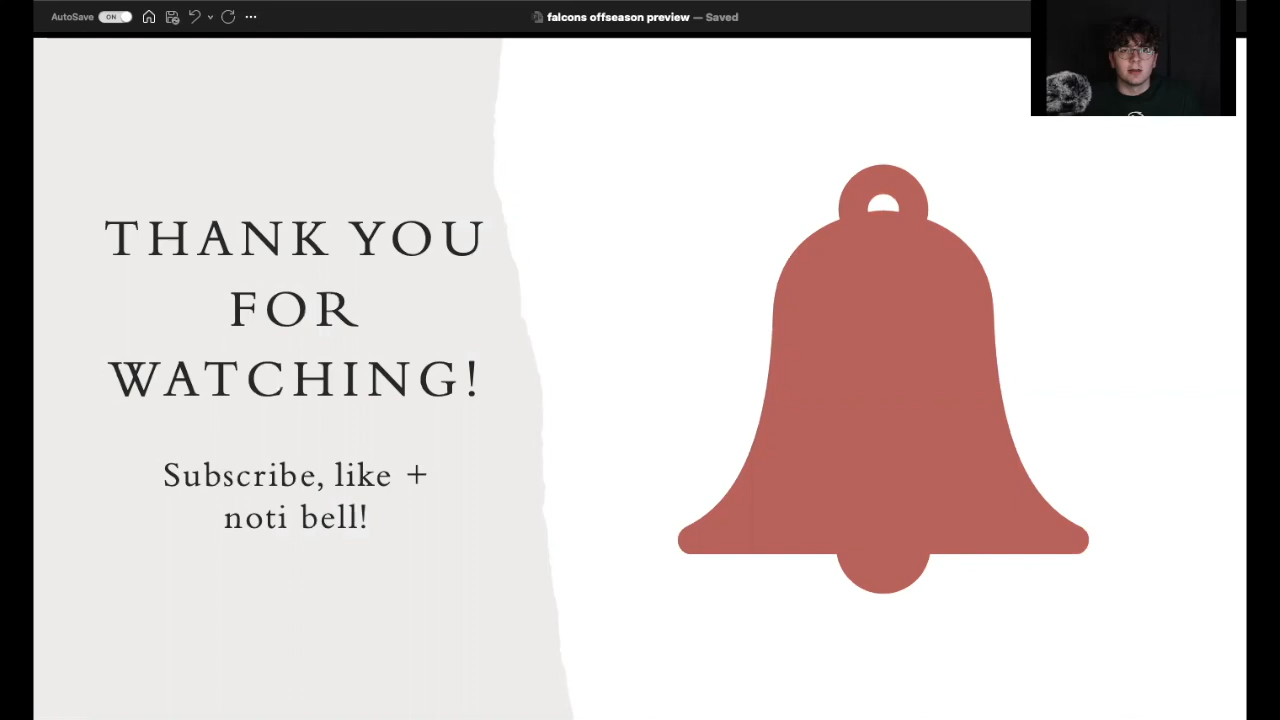 AutoSave ON
falcons offseason preview — Saved
THANK YOU
FOR
WATCHING!
Subscribe, like +
noti bell!